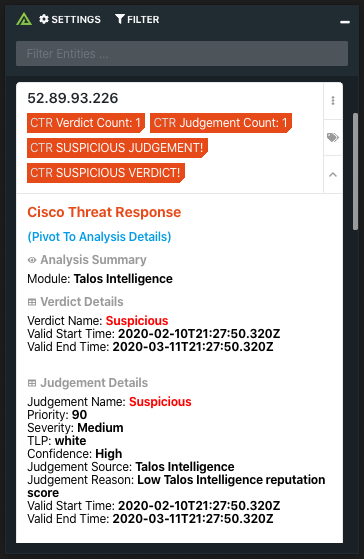 SETTINGS FILTER
Filter Entities ...
52.89.93.226
CTR Verdict Count: 1 CTR Judgement Count: 1
CTR SUSPICIOUS JUDGEMENT!
CTR SUSPICIOUS VERDICT!
Cisco Threat Response
(Pivot To Analysis Details)
Analysis Summary
Module: Talos Intelligence
Verdict Details
Verdict Name: Suspicious
Valid Start Time: 2020-02-10T21:27:50.320Z
Valid End Time: 2020-03-11T21:27:50.320Z
Judgement Details
Judgement Name: Suspicious
Priority: 90
Severity: Medium
TLP: white
Confidence: High
Judgement Source: Talos Intelligence
Judgement Reason: Low Talos Intelligence reputation
score
Valid Start Time: 2020-02-10T21:27:50.320Z
Valid End Time: 2020-03-11T21:27:50.320Z